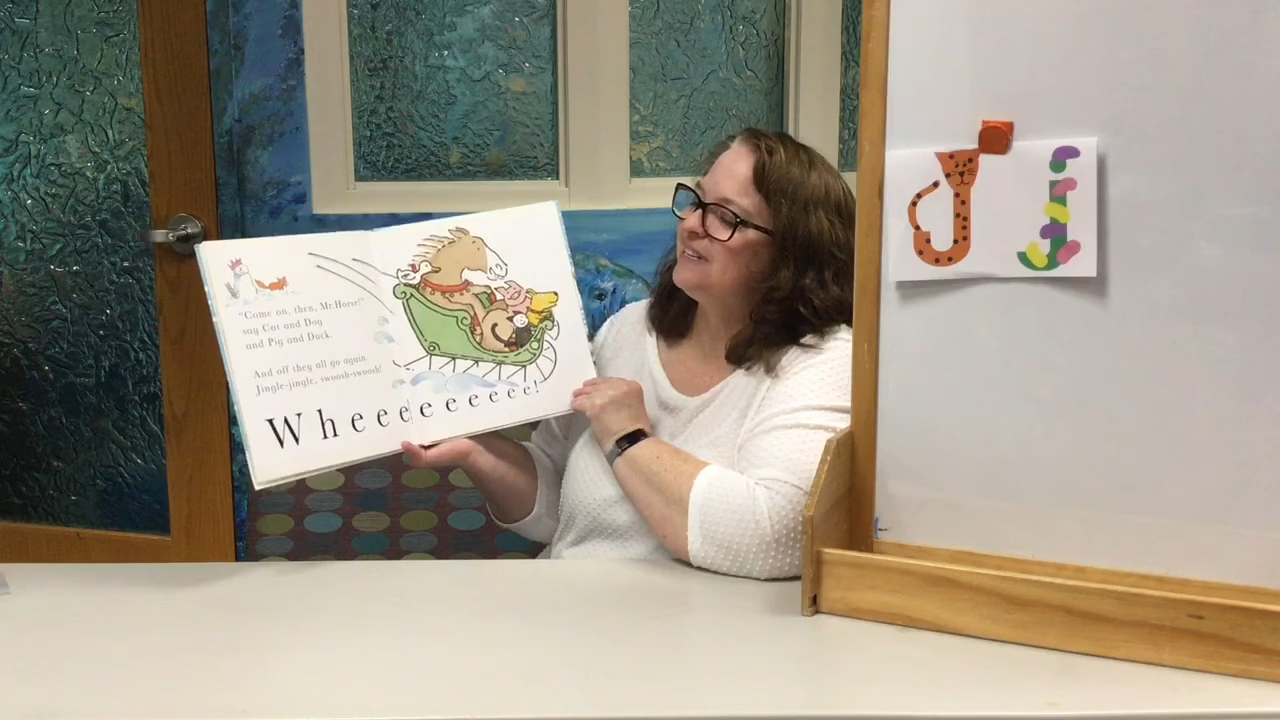 "Come on, then, Mr. Horse!"
say Cat and Dog
and Pig and Duck.
And off they all go again.
Jingle-jingle, swoosh-swoosh!
Wheeeeeeeeee!
J j